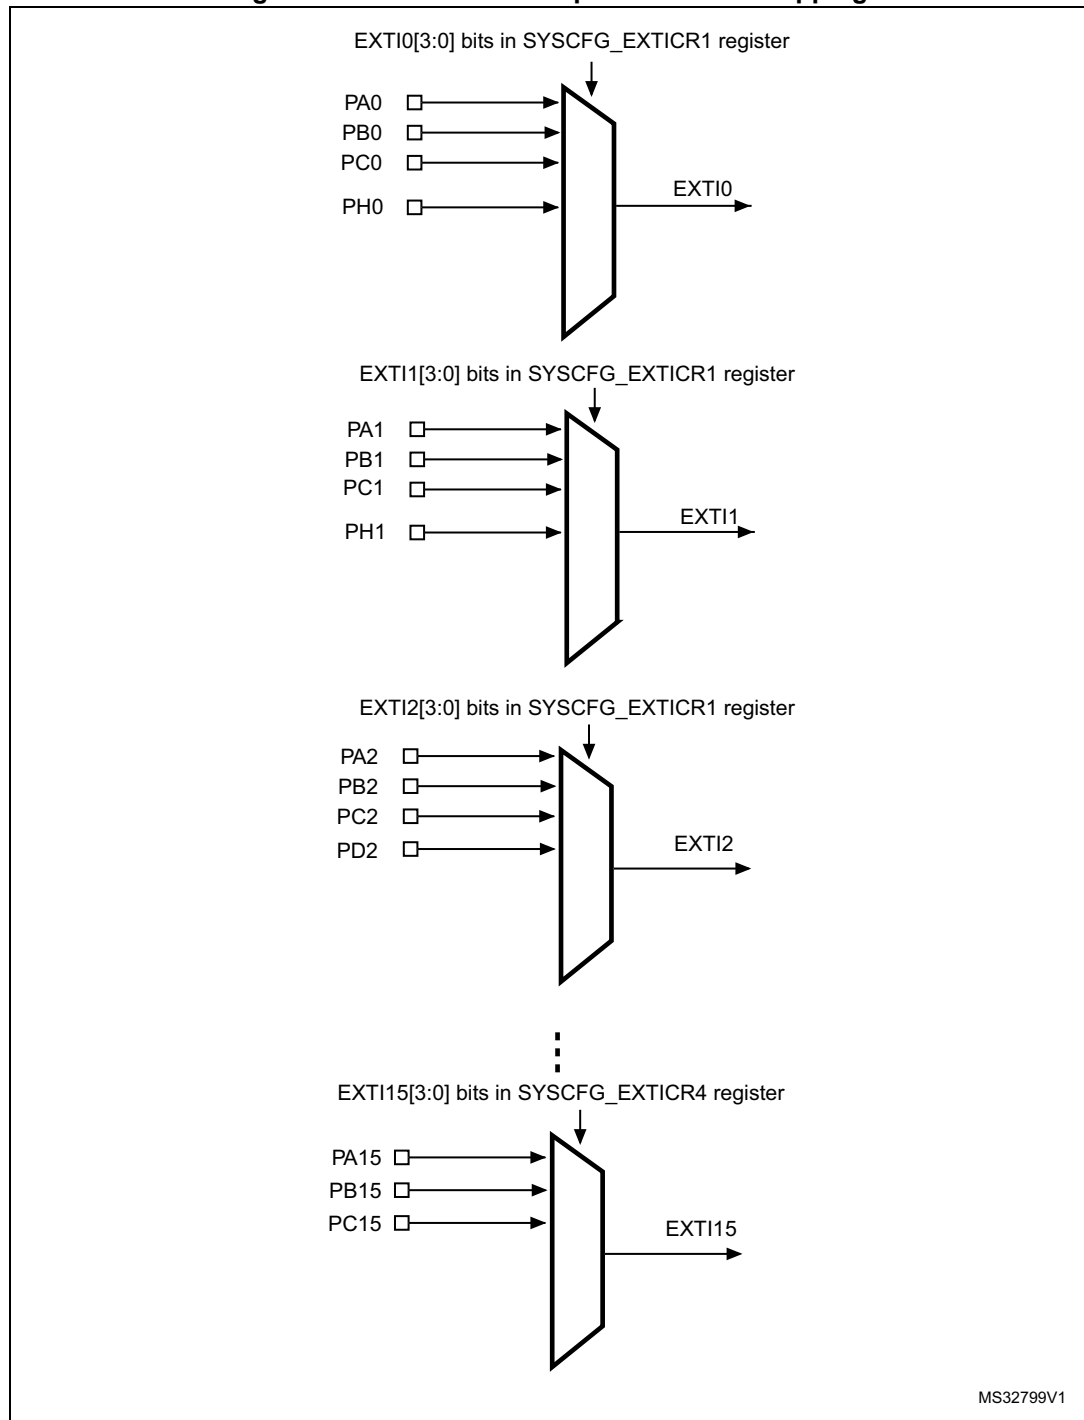 EXTI0[3:0] bits in SYSCFG_EXTICR1 register
PA0
PB0
PC0
PH0
EXTI0
EXTI1[3:0] bits in SYSCFG_EXTICR1 register
PA1
PB1
PC1
PH1
EXTI1
EXTI2[3:0] bits in SYSCFG_EXTICR1 register
PA2
PB2
PC2
PD2
EXTI2
EXTI15[3:0] bits in SYSCFG_EXTICR4 register
PA15
PB15
PC15
EXTI15
MS32799V1